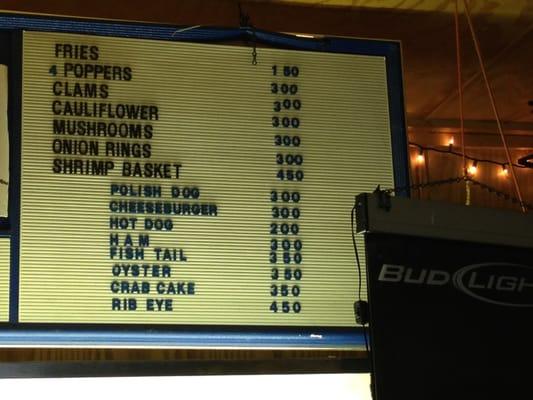 FRIES 150
4 POPPERS 300
CLAMS 300
CAULIFLOWER 300
MUSHROOMS 300
ONION RINGS 300
SHRIMP BASKET 450
POLISH DOG 300
CHEESEBURGER 300
HOT DOG 200
HAM 300
FISH TAIL 350
OYSTER 350
CRAB CAKE 350
RIB EYE 450
BUD LIGHT